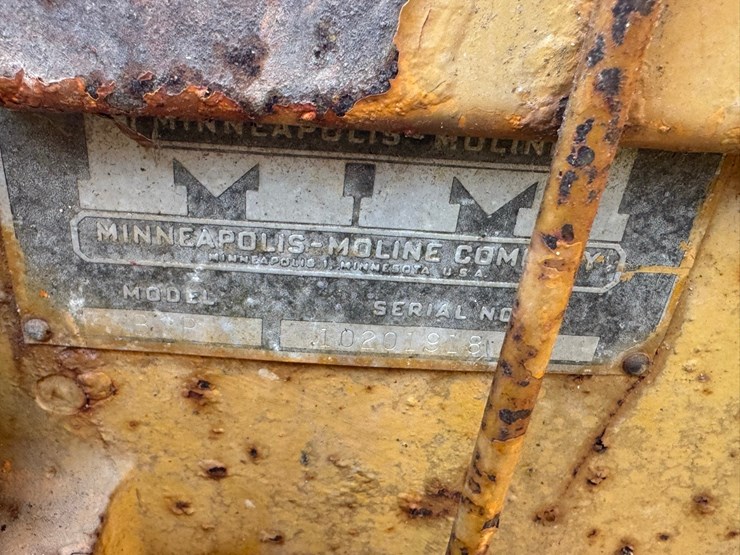 MINNEAPOLIS-MOLINE
MM
MINNEAPOLIS-MOLINE COMPANY
MINNEAPOLIS 1, MINNESOTA, U.S.A.
MODEL SERIAL NO